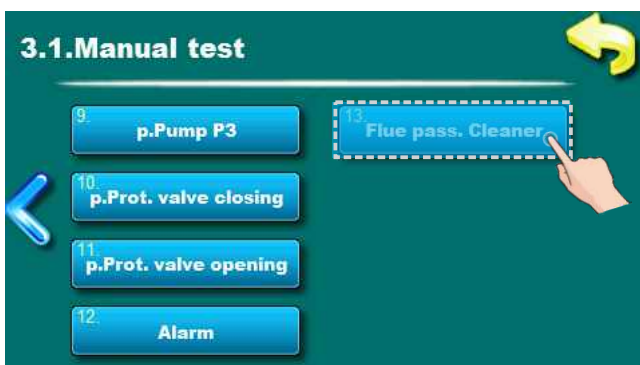 3.1.Manual test
9.
p.Pump P3
10.
p.Prot. valve closing
11.
p.Prot. valve opening
12.
Alarm
13.
Flue pass. Cleaner